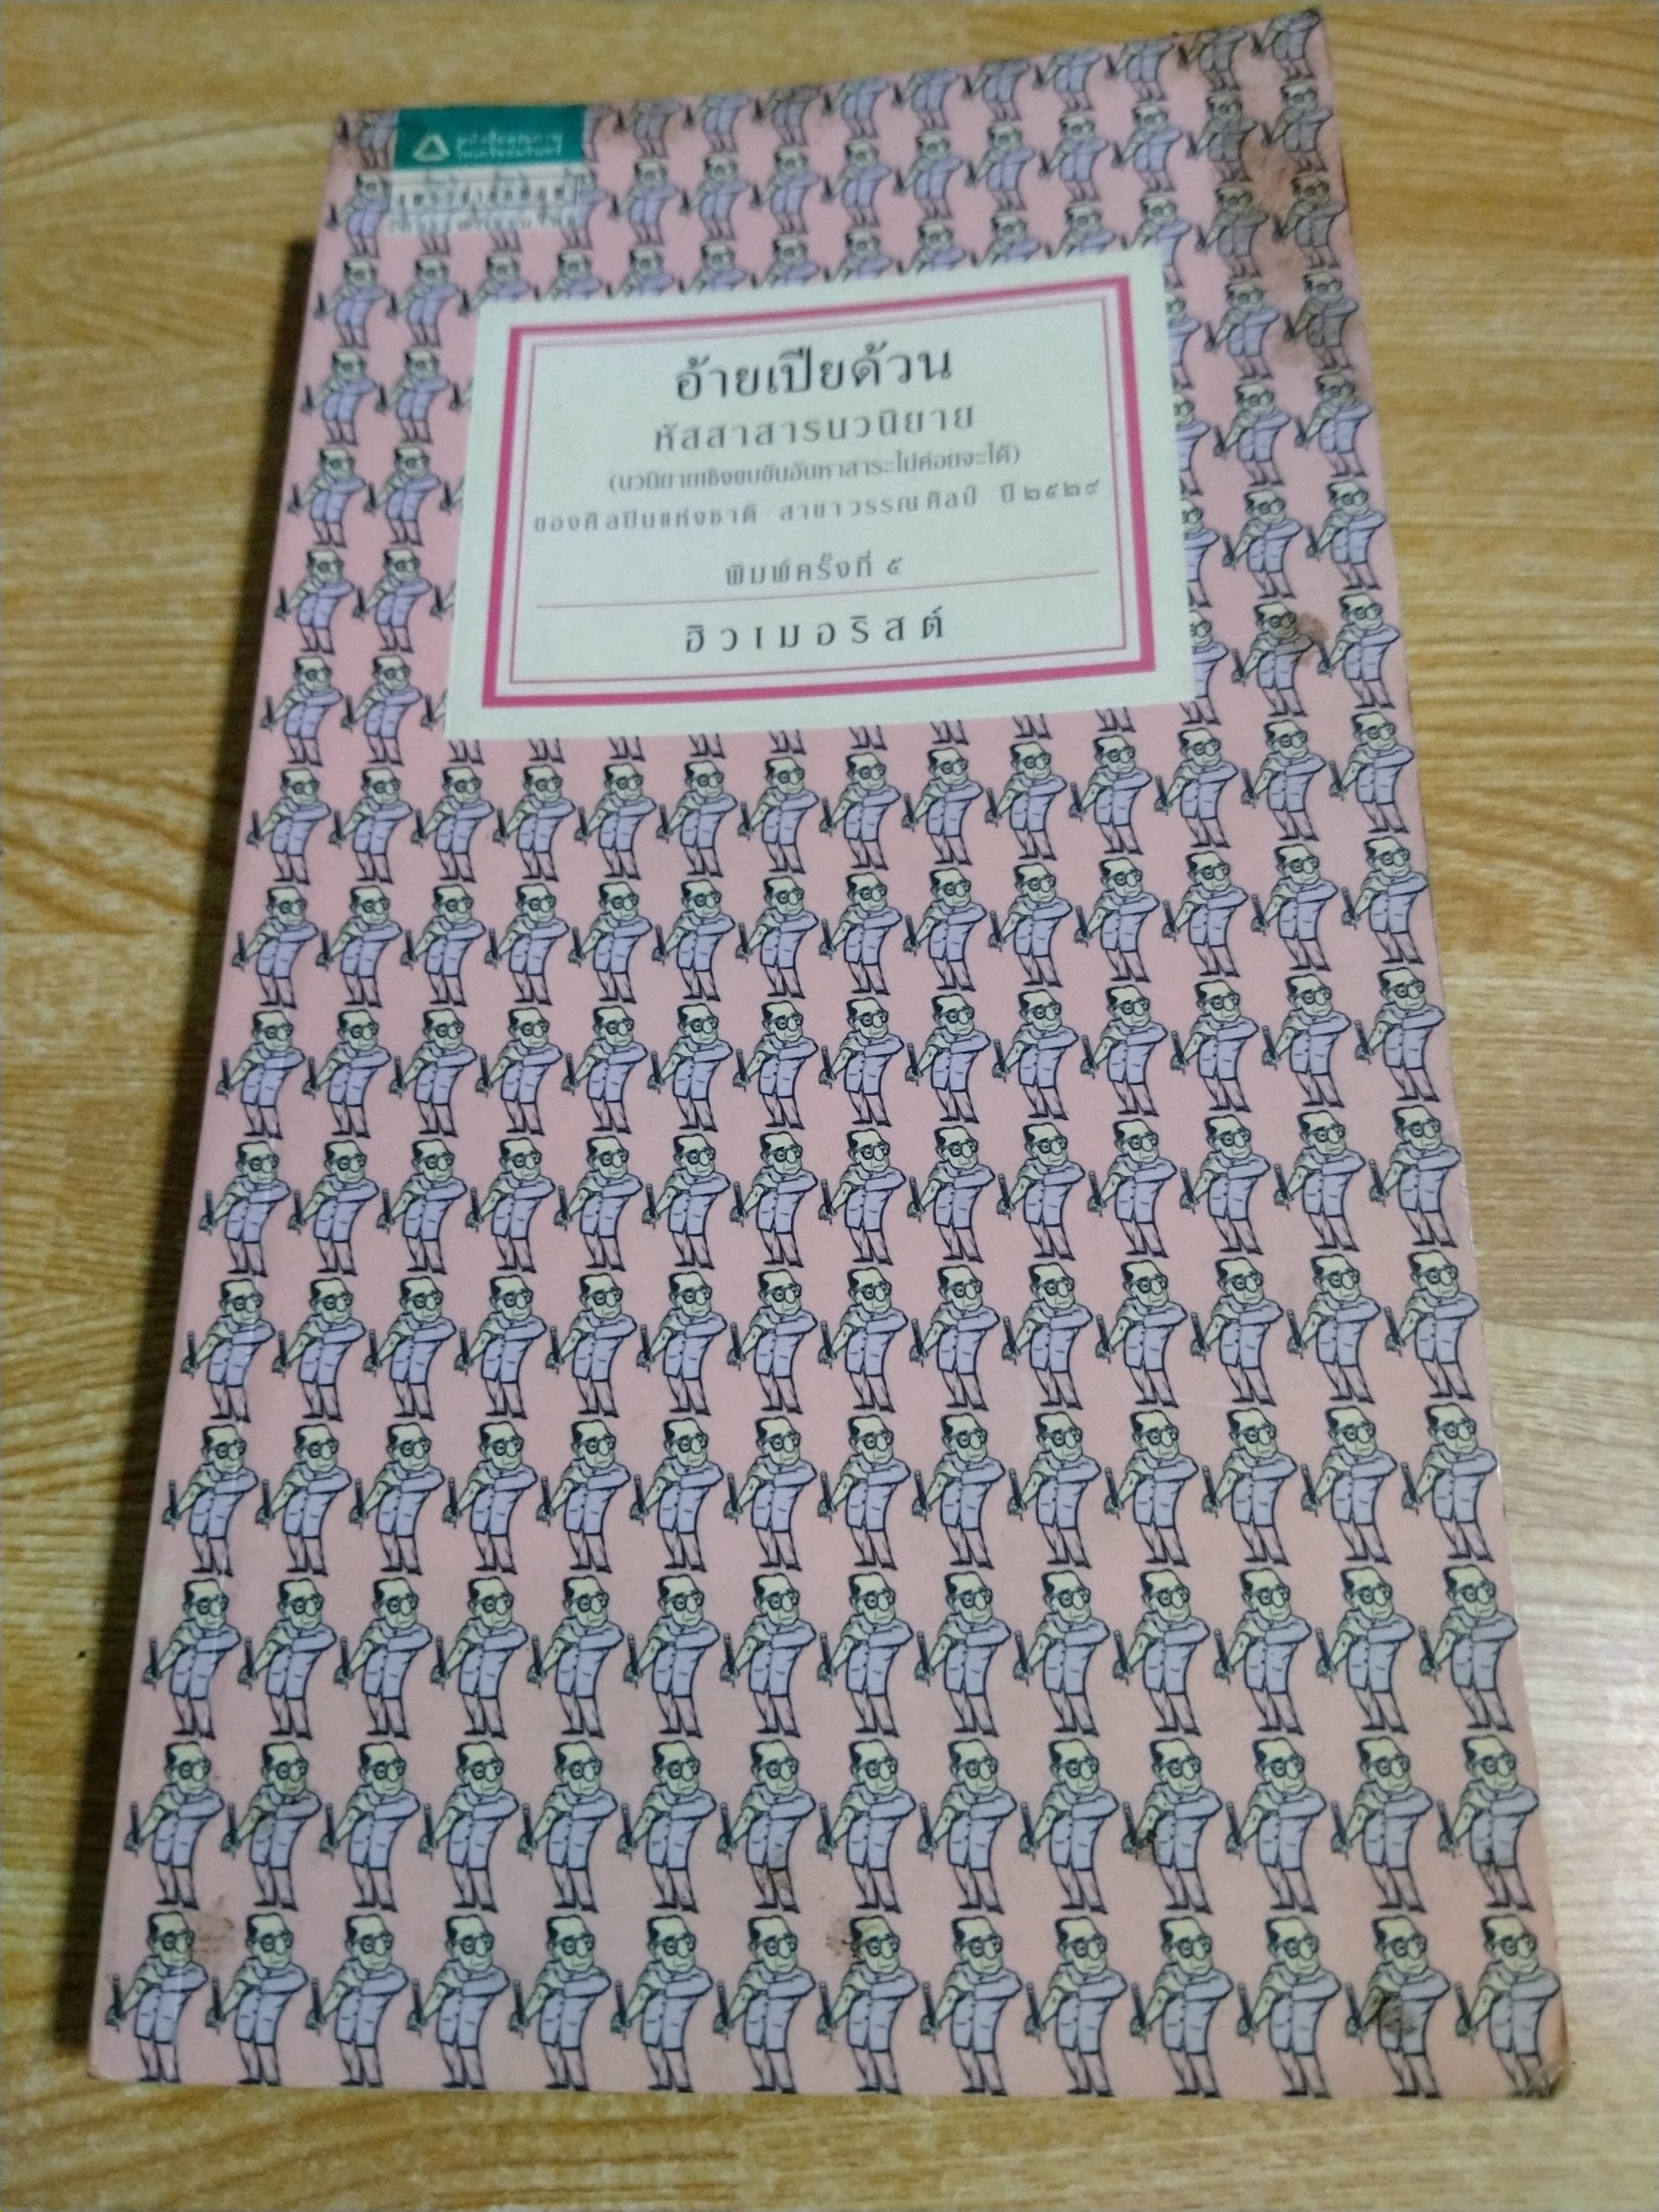 อ้ายเปียด้วน
หัสสาสารนวนิยาย
(นวนิยายเชิงขบขันอันหาสาระไม่ค่อยจะได้)
ของศิลปินแห่งชาติ สาขาวรรณศิลป์ ปี ๒๕๒๙
พิมพ์ครั้งที่ ๕
ฮิวเมอริสต์